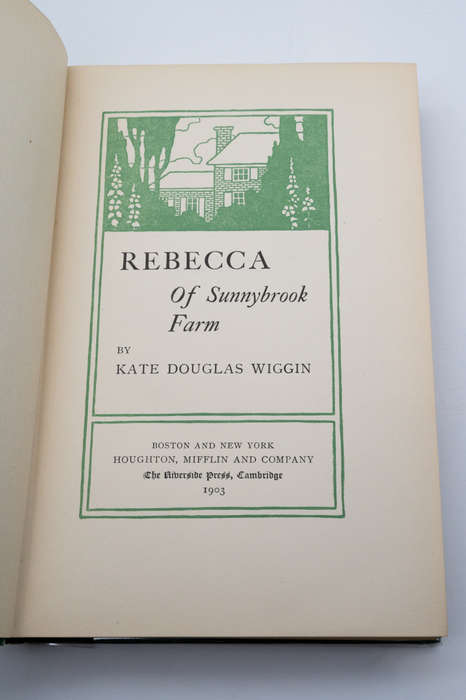 REBECCA
Of Sunnybrook
Farm
BY
KATE DOUGLAS WIGGIN
BOSTON AND NEW YORK
HOUGHTON, MIFFLIN AND COMPANY
The Riverside Press, Cambridge
1903